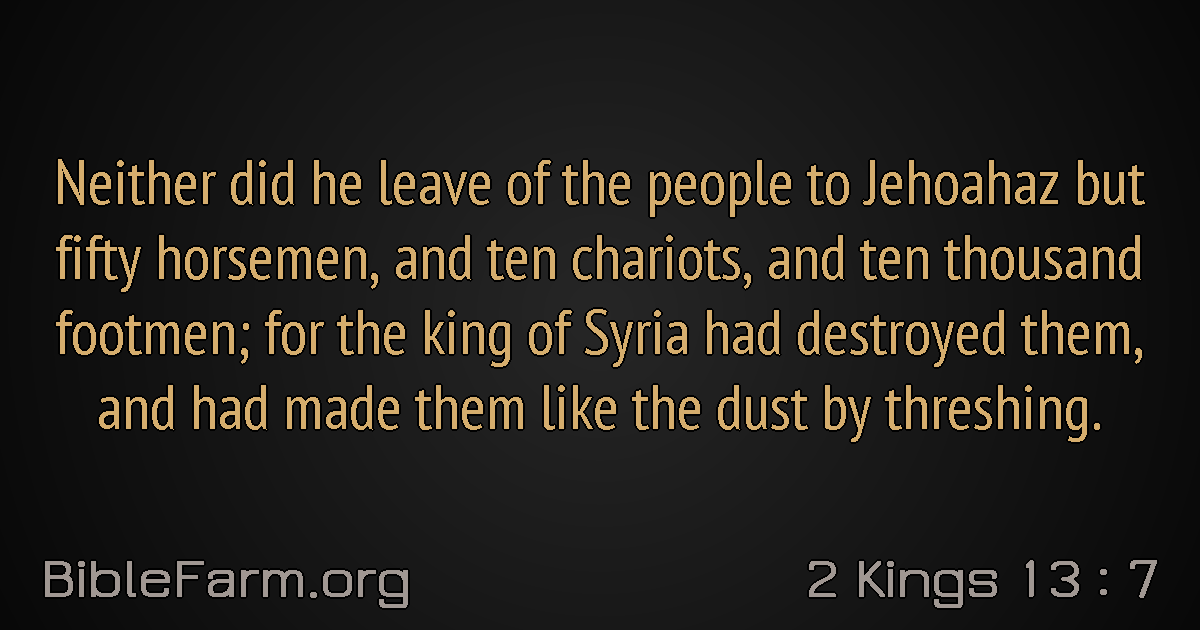 Neither did he leave of the people to Jehoahaz but
fifty horsemen, and ten chariots, and ten thousand
footmen; for the king of Syria had destroyed them,
and had made them like the dust by threshing.
BibleFarm.org
2 Kings 13 : 7